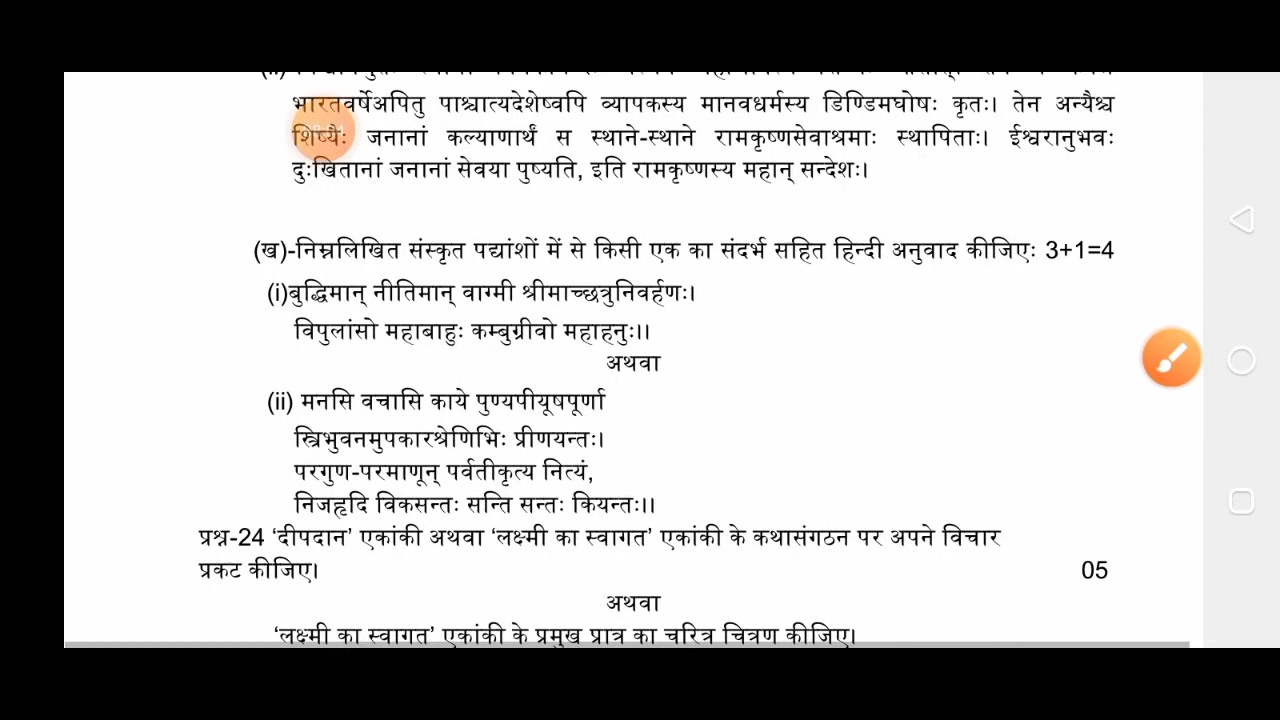 भारतवर्षेअपितु पाश्चात्यदेशेष्वपि व्यापकस्य मानवधर्मस्य डिण्डिमघोषः कृतः। तेन अन्यैश्च
शिष्यैः जनानां कल्याणार्थं स स्थाने-स्थाने रामकृष्णसेवाश्रमाः स्थापिताः। ईश्वरानुभवः
दुःखितानां जनानां सेवया पुष्यति, इति रामकृष्णस्य महान् सन्देशः।
(ख)-निम्नलिखित संस्कृत पद्यांशों में से किसी एक का संदर्भ सहित हिन्दी अनुवाद कीजिएः 3+1=4
(i)बुद्धिमान् नीतिमान् वाग्मी श्रीमाच्छत्रुनिवर्हणः।
विपुलांसो महाबाहुः कम्बुग्रीवो महाहनुः।।
अथवा
(ii) मनसि वचासि काये पुण्यपीयूषपूर्णा
स्त्रिभुवनमुपकारश्रेणिभिः प्रीणयन्तः।
परगुण-परमाणून् पर्वतीकृत्य नित्यं,
निजहृदि विकसन्तः सन्ति सन्तः कियन्तः।।
प्रश्न-24 ‘दीपदान’ एकांकी अथवा ‘लक्ष्मी का स्वागत’ एकांकी के कथासंगठन पर अपने विचार
प्रकट कीजिए। 05
अथवा
‘लक्ष्मी का स्वागत’ एकांकी के प्रमुख प्रात्र का चरित्र चित्रण कीजिए।